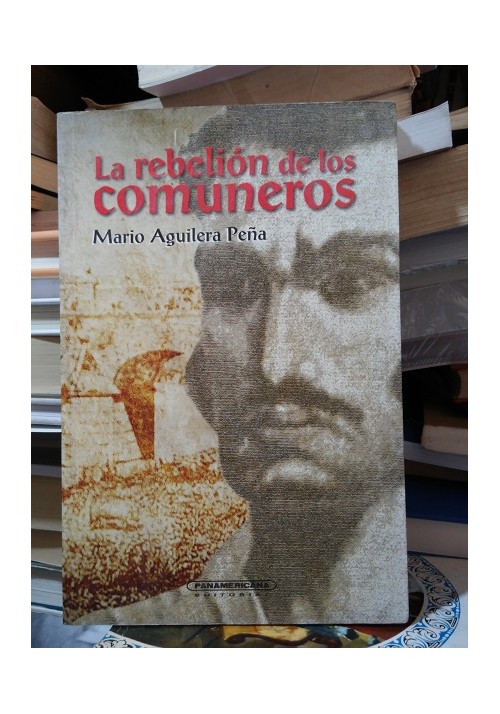 La rebelión de los
comuneros
Mario Aguilera Peña
PANAMERICANA
EDITORIAL